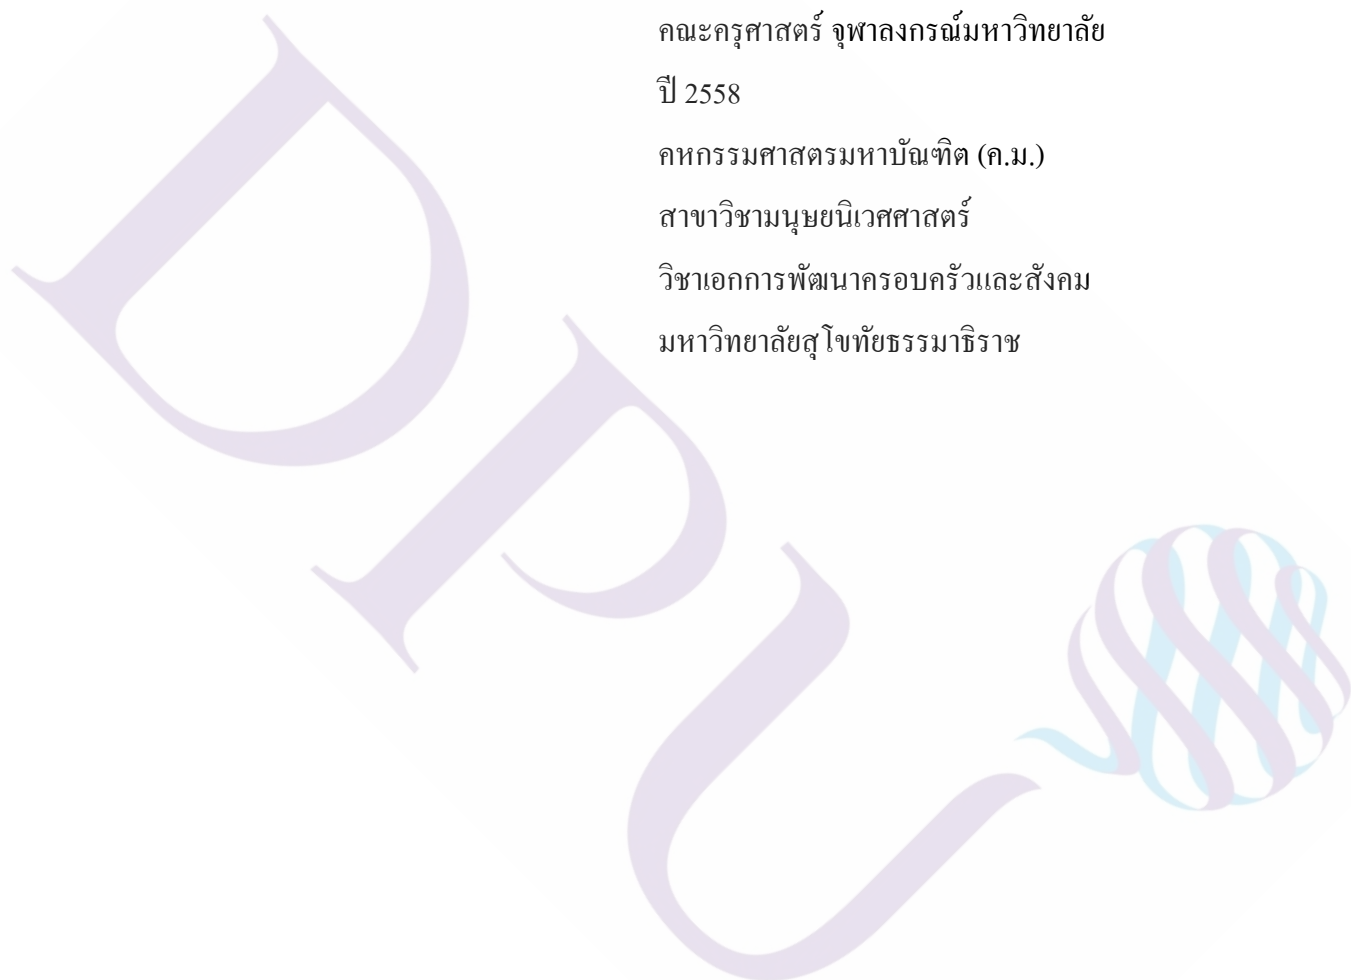 คณะครุศาสตร์ จุฬาลงกรณ์มหาวิทยาลัย
ปี 2558
คหกรรมศาสตรมหาบัณฑิต (ค.ม.)
สาขาวิชามนุษยนิเวศศาสตร์
วิชาเอกการพัฒนาครอบครัวและสังคม
มหาวิทยาลัยสุโขทัยธรรมาธิราช
DPU